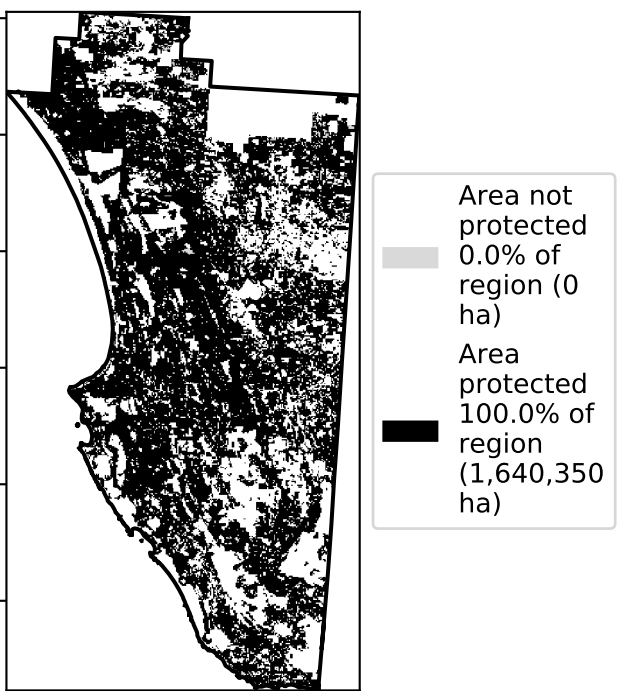 Area not
protected
0.0% of
region (0
ha)
Area
protected
100.0% of
region
(1,640,350
ha)